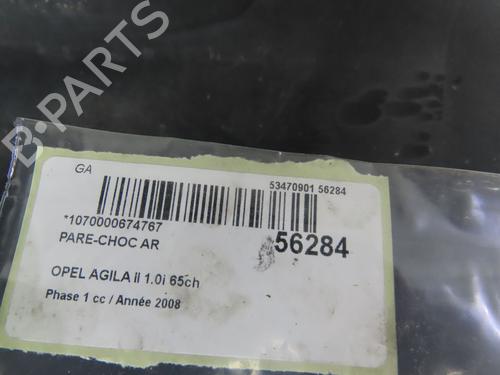 B-PARTS
GA
53470901 56284
*1070000674767
PARE-CHOC AR
56284
OPEL AGILA ii 1.0i 65ch
Phase 1 cc / Année 2008